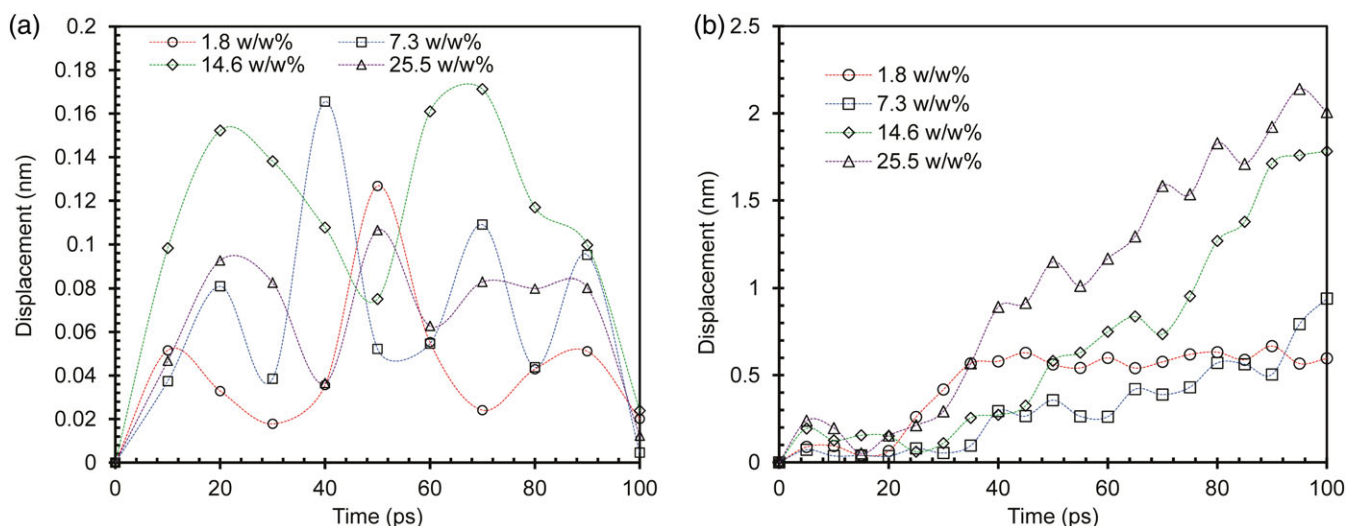 (a)
1.8 w/w%
7.3 w/w%
14.6 w/w%
25.5 w/w%
Displacement (nm)
0.2
0.18
0.16
0.14
0.12
0.1
0.08
0.06
0.04
0.02
0
0 20 40 60 80 100
Time (ps)
(b)
1.8 w/w%
7.3 w/w%
14.6 w/w%
25.5 w/w%
Displacement (nm)
2.5
2
1.5
1
0.5
0
0 20 40 60 80 100
Time (ps)